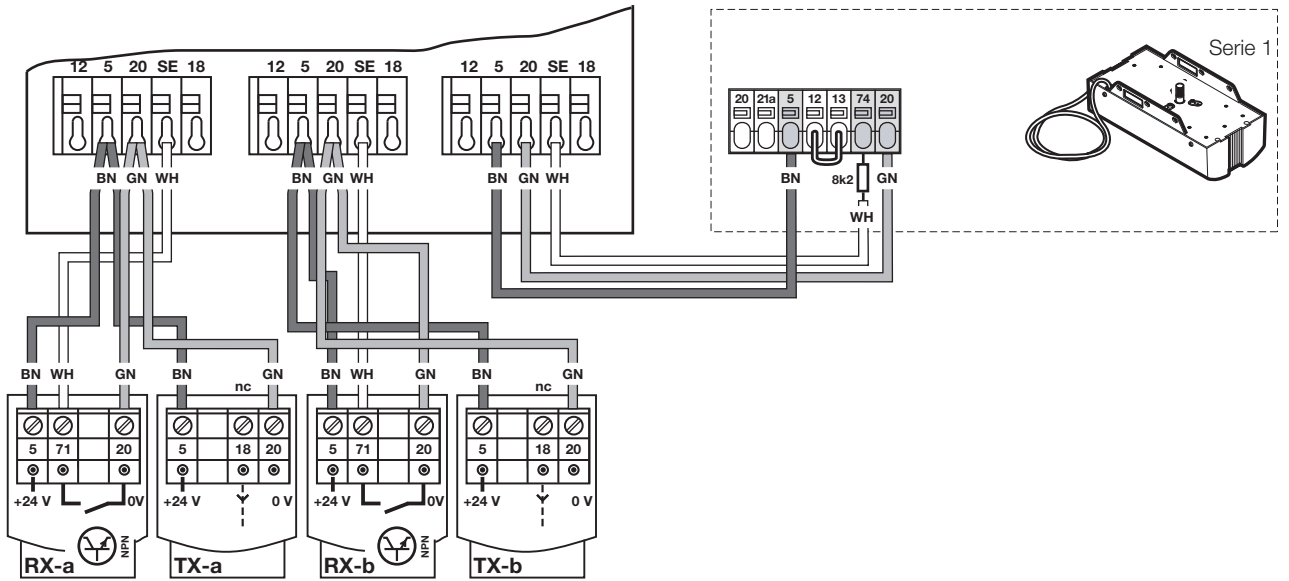 Serie 1
12 5 20 SE 18
12 5 20 SE 18
12 5 20 SE 18
20 21a 5 12 13 74 20
BN GN WH
BN GN WH
BN GN WH
BN 8k2 GN
WH
BN WH GN BN GN BN WH GN BN GN
nc nc
5 71 20
5 18 20
5 71 20
5 18 20
+24 V 0V
+24 V 0 V
+24 V 0V
+24 V 0 V
NPN
NPN
RX-a
TX-a
RX-b
TX-b